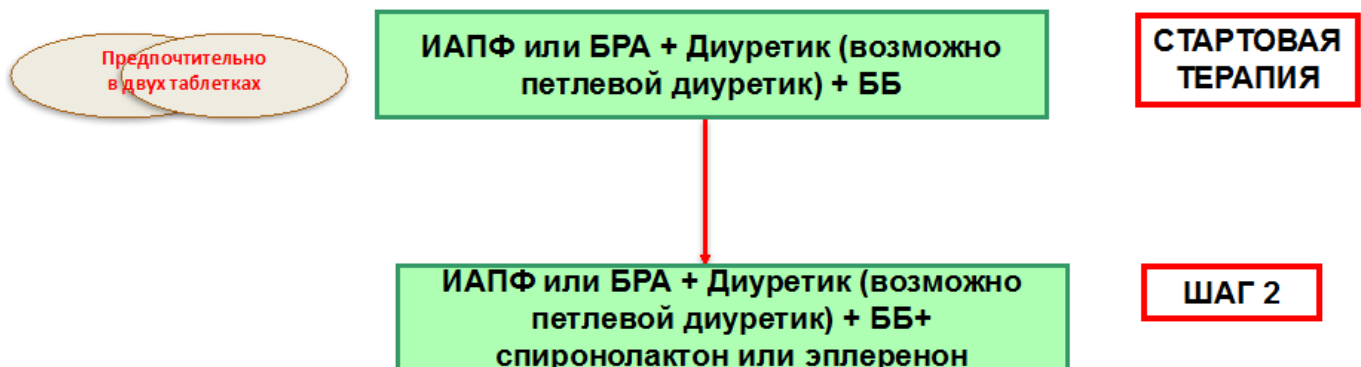 Предпочтительно
в двух таблетках
ИАПФ или БРА + Диуретик (возможно
петлевой диуретик) + ББ
СТАРТОВАЯ
ТЕРАПИЯ
ИАПФ или БРА + Диуретик (возможно
петлевой диуретик) + ББ+
спиронолактон или эплеренон
ШАГ 2